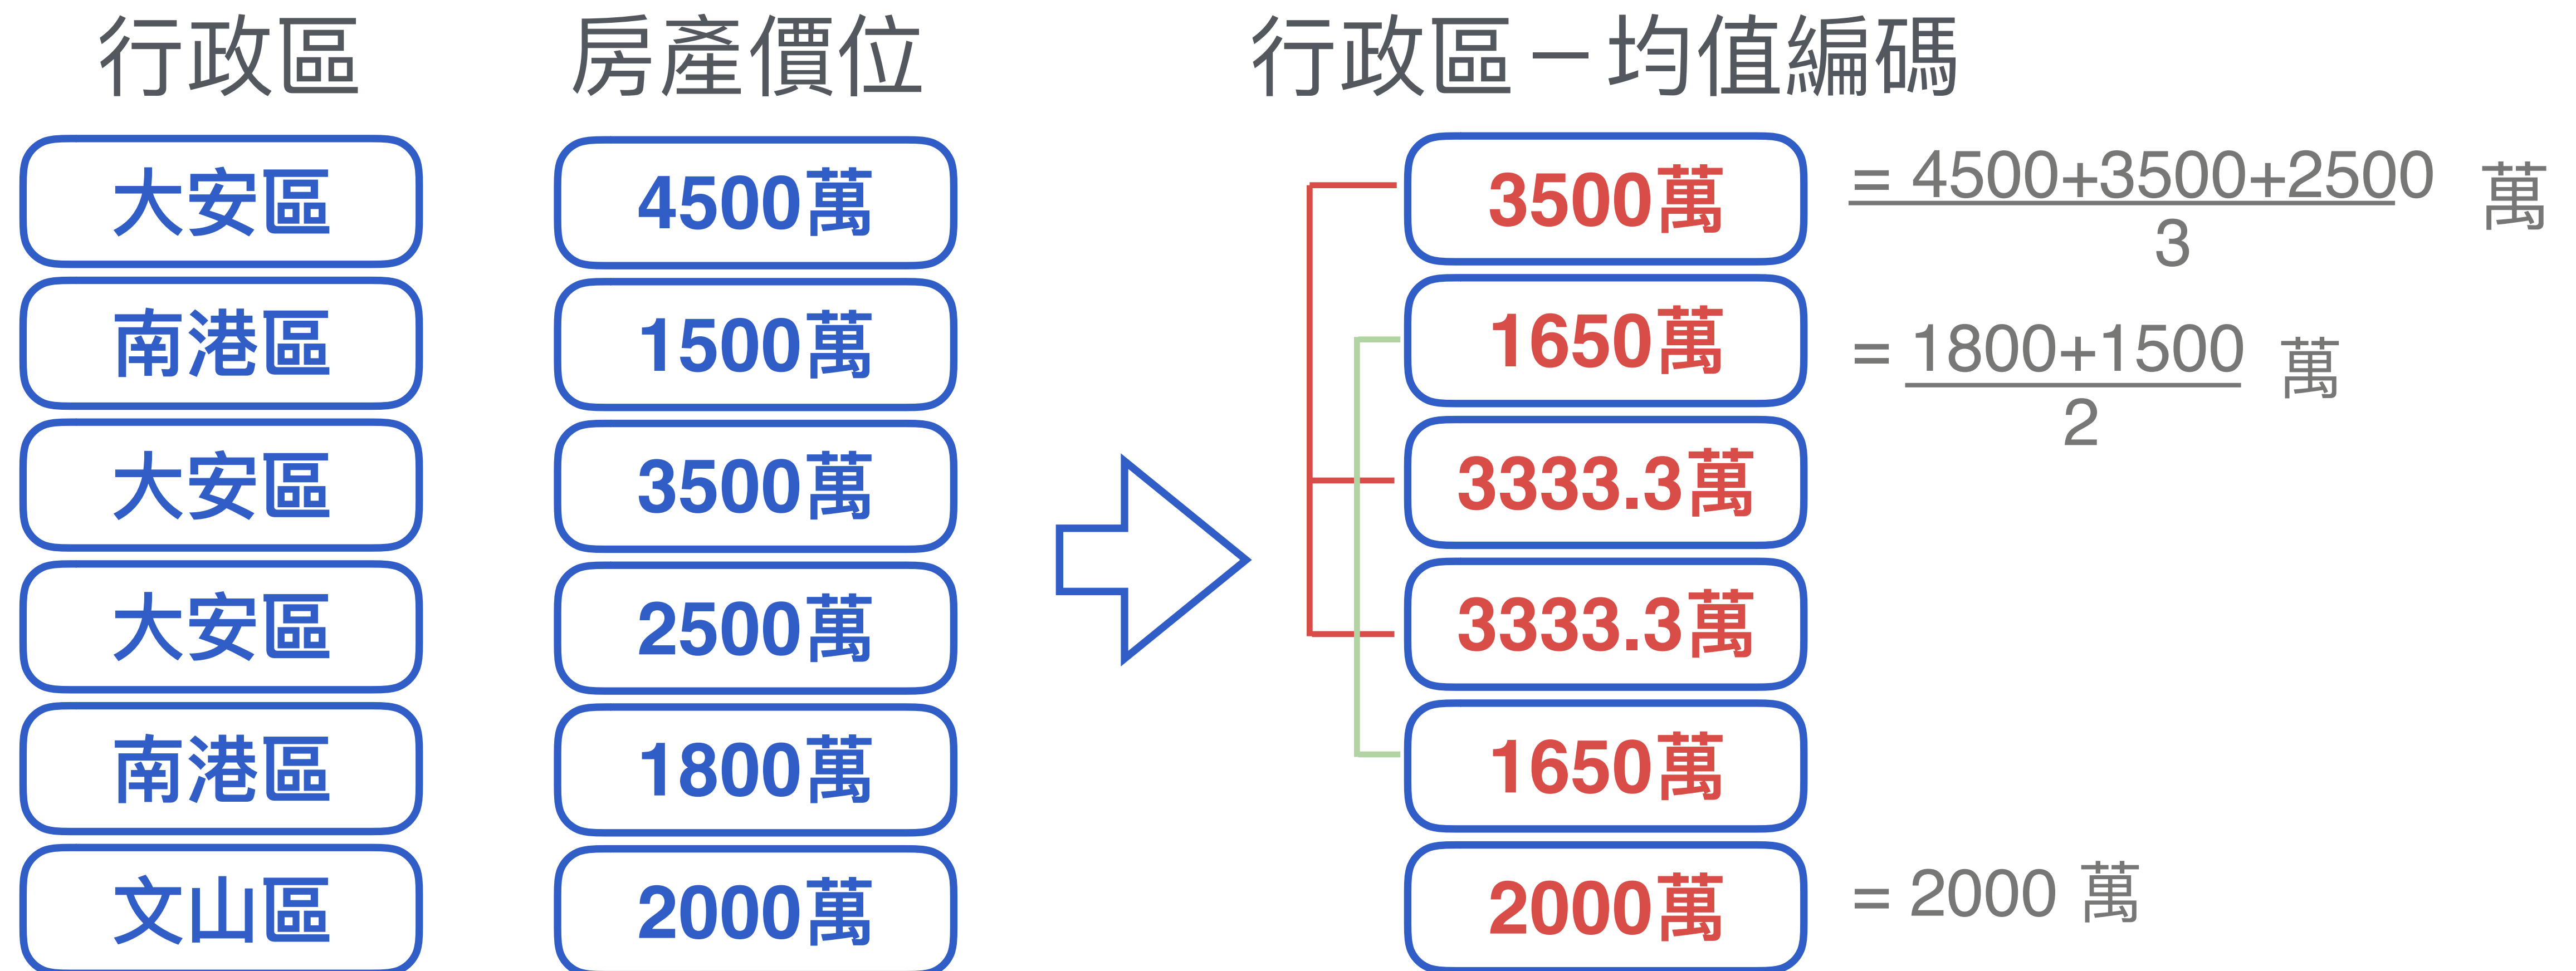 行政區 房產價位 行政區－均值編碼
大安區 4500萬 3500萬 = 4500+3500+2500 萬
3
南港區 1500萬 1650萬 = 1800+1500 萬
2
大安區 3500萬 3333.3萬
大安區 2500萬 3333.3萬
南港區 1800萬 1650萬
文山區 2000萬 2000萬 = 2000 萬